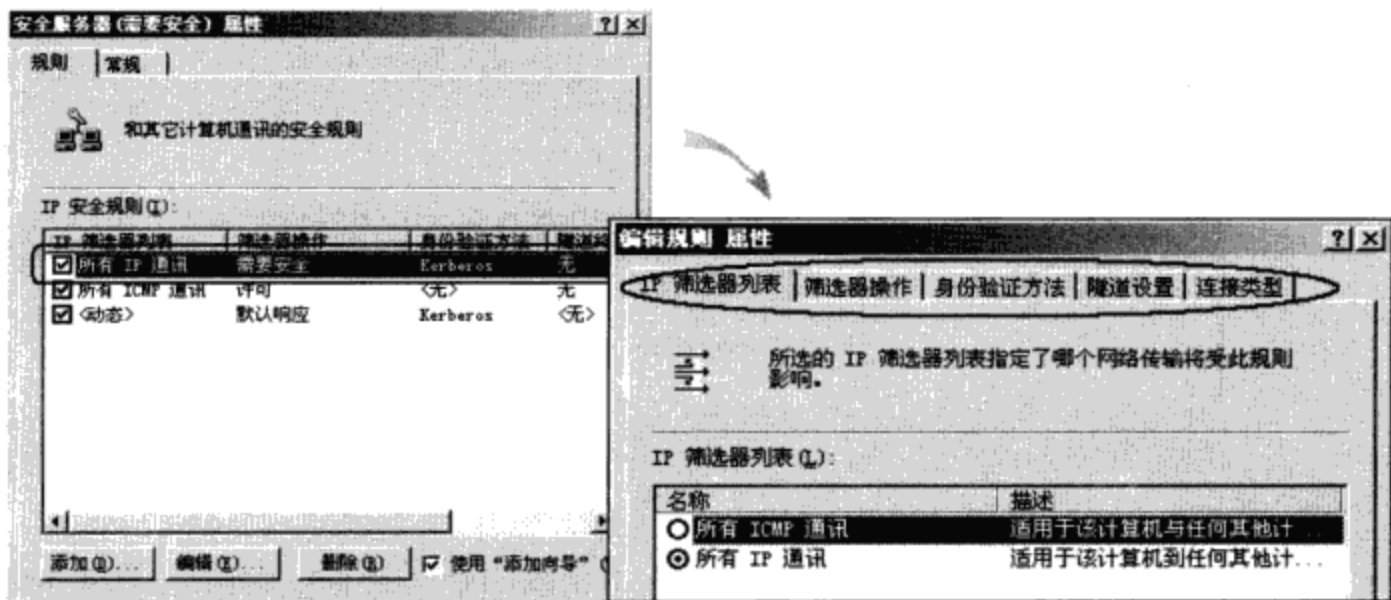 安全服务器(需要安全) 属性
规则
常规
和其它计算机通讯的安全规则
IP 安全规则(I):
IP 筛选器列表 筛选器操作 身份验证方法
所有 IP 通讯 需要安全 Kerberos 无
所有 ICMP 通讯 许可 <无> 无
<动态> 默认响应 Kerberos <无>
添加(D)... 编辑(E)... 删除(R) 使用“添加向导”
编辑规则 属性
IP 筛选器列表 筛选器操作 身份验证方法 隧道设置 连接类型
所选的 IP 筛选器列表指定了哪个网络传输将受此规则
影响。
IP 筛选器列表(L):
名称 描述
所有 ICMP 通讯 适用于该计算机与任何其他计...
所有 IP 通讯 适用于该计算机到任何其他计...